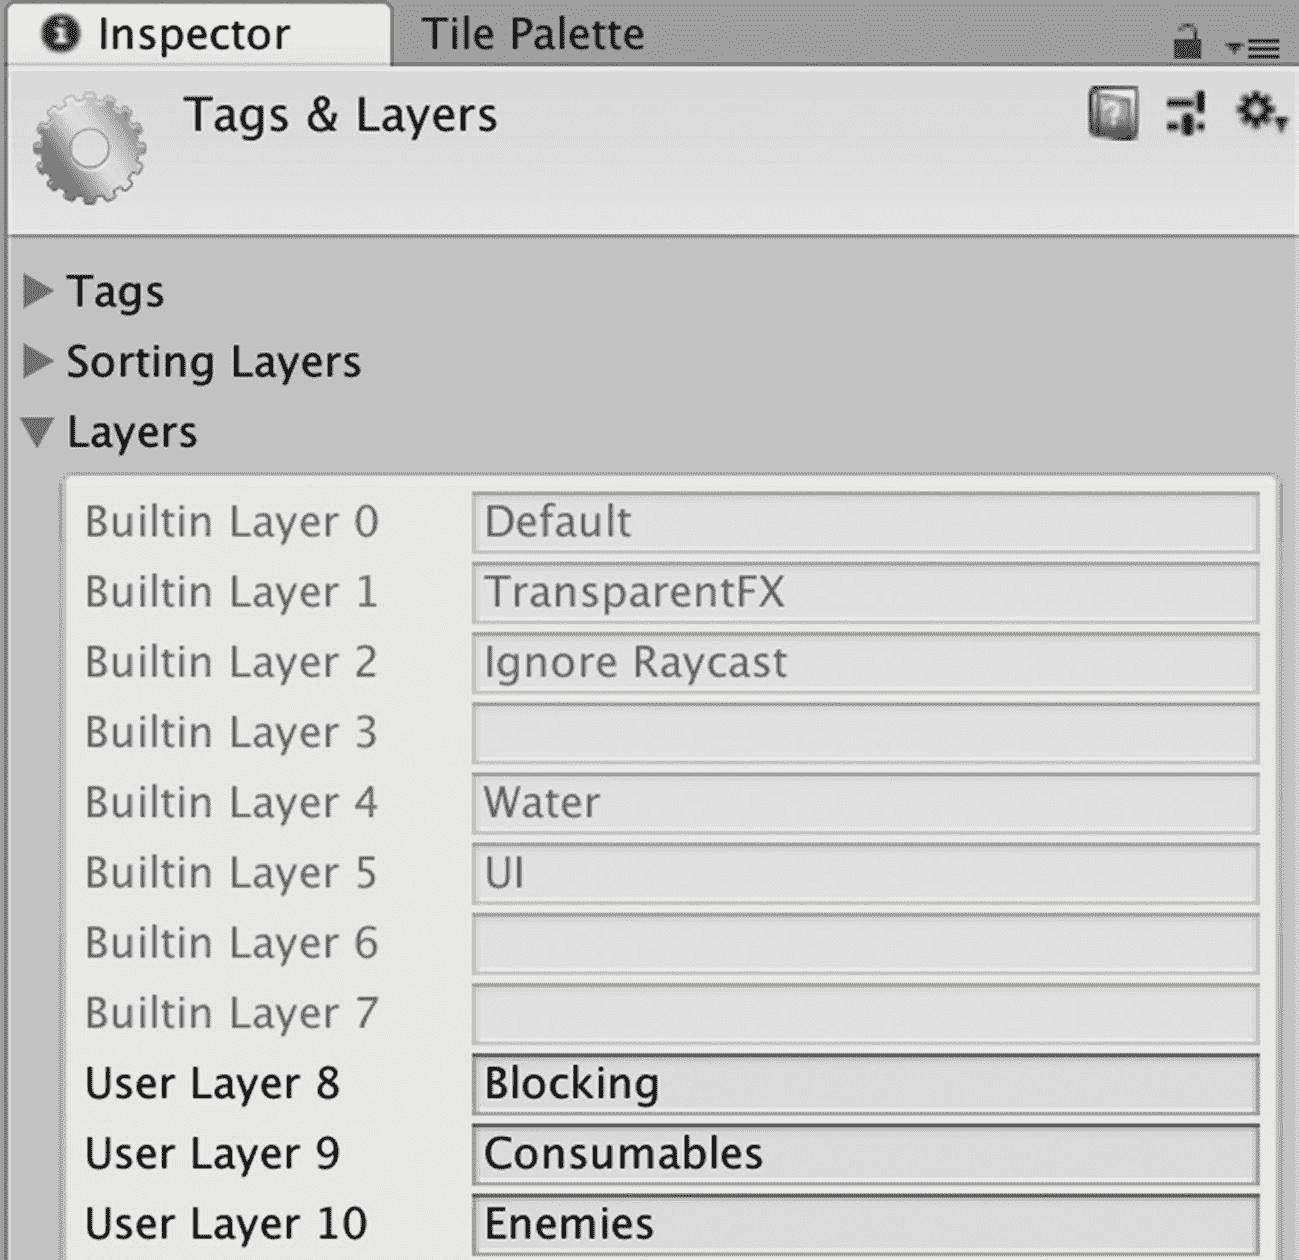 Inspector Tile Palette
Tags & Layers
Tags
Sorting Layers
Layers
Builtin Layer 0 Default
Builtin Layer 1 TransparentFX
Builtin Layer 2 Ignore Raycast
Builtin Layer 3
Builtin Layer 4 Water
Builtin Layer 5 UI
Builtin Layer 6
Builtin Layer 7
User Layer 8 Blocking
User Layer 9 Consumables
User Layer 10 Enemies